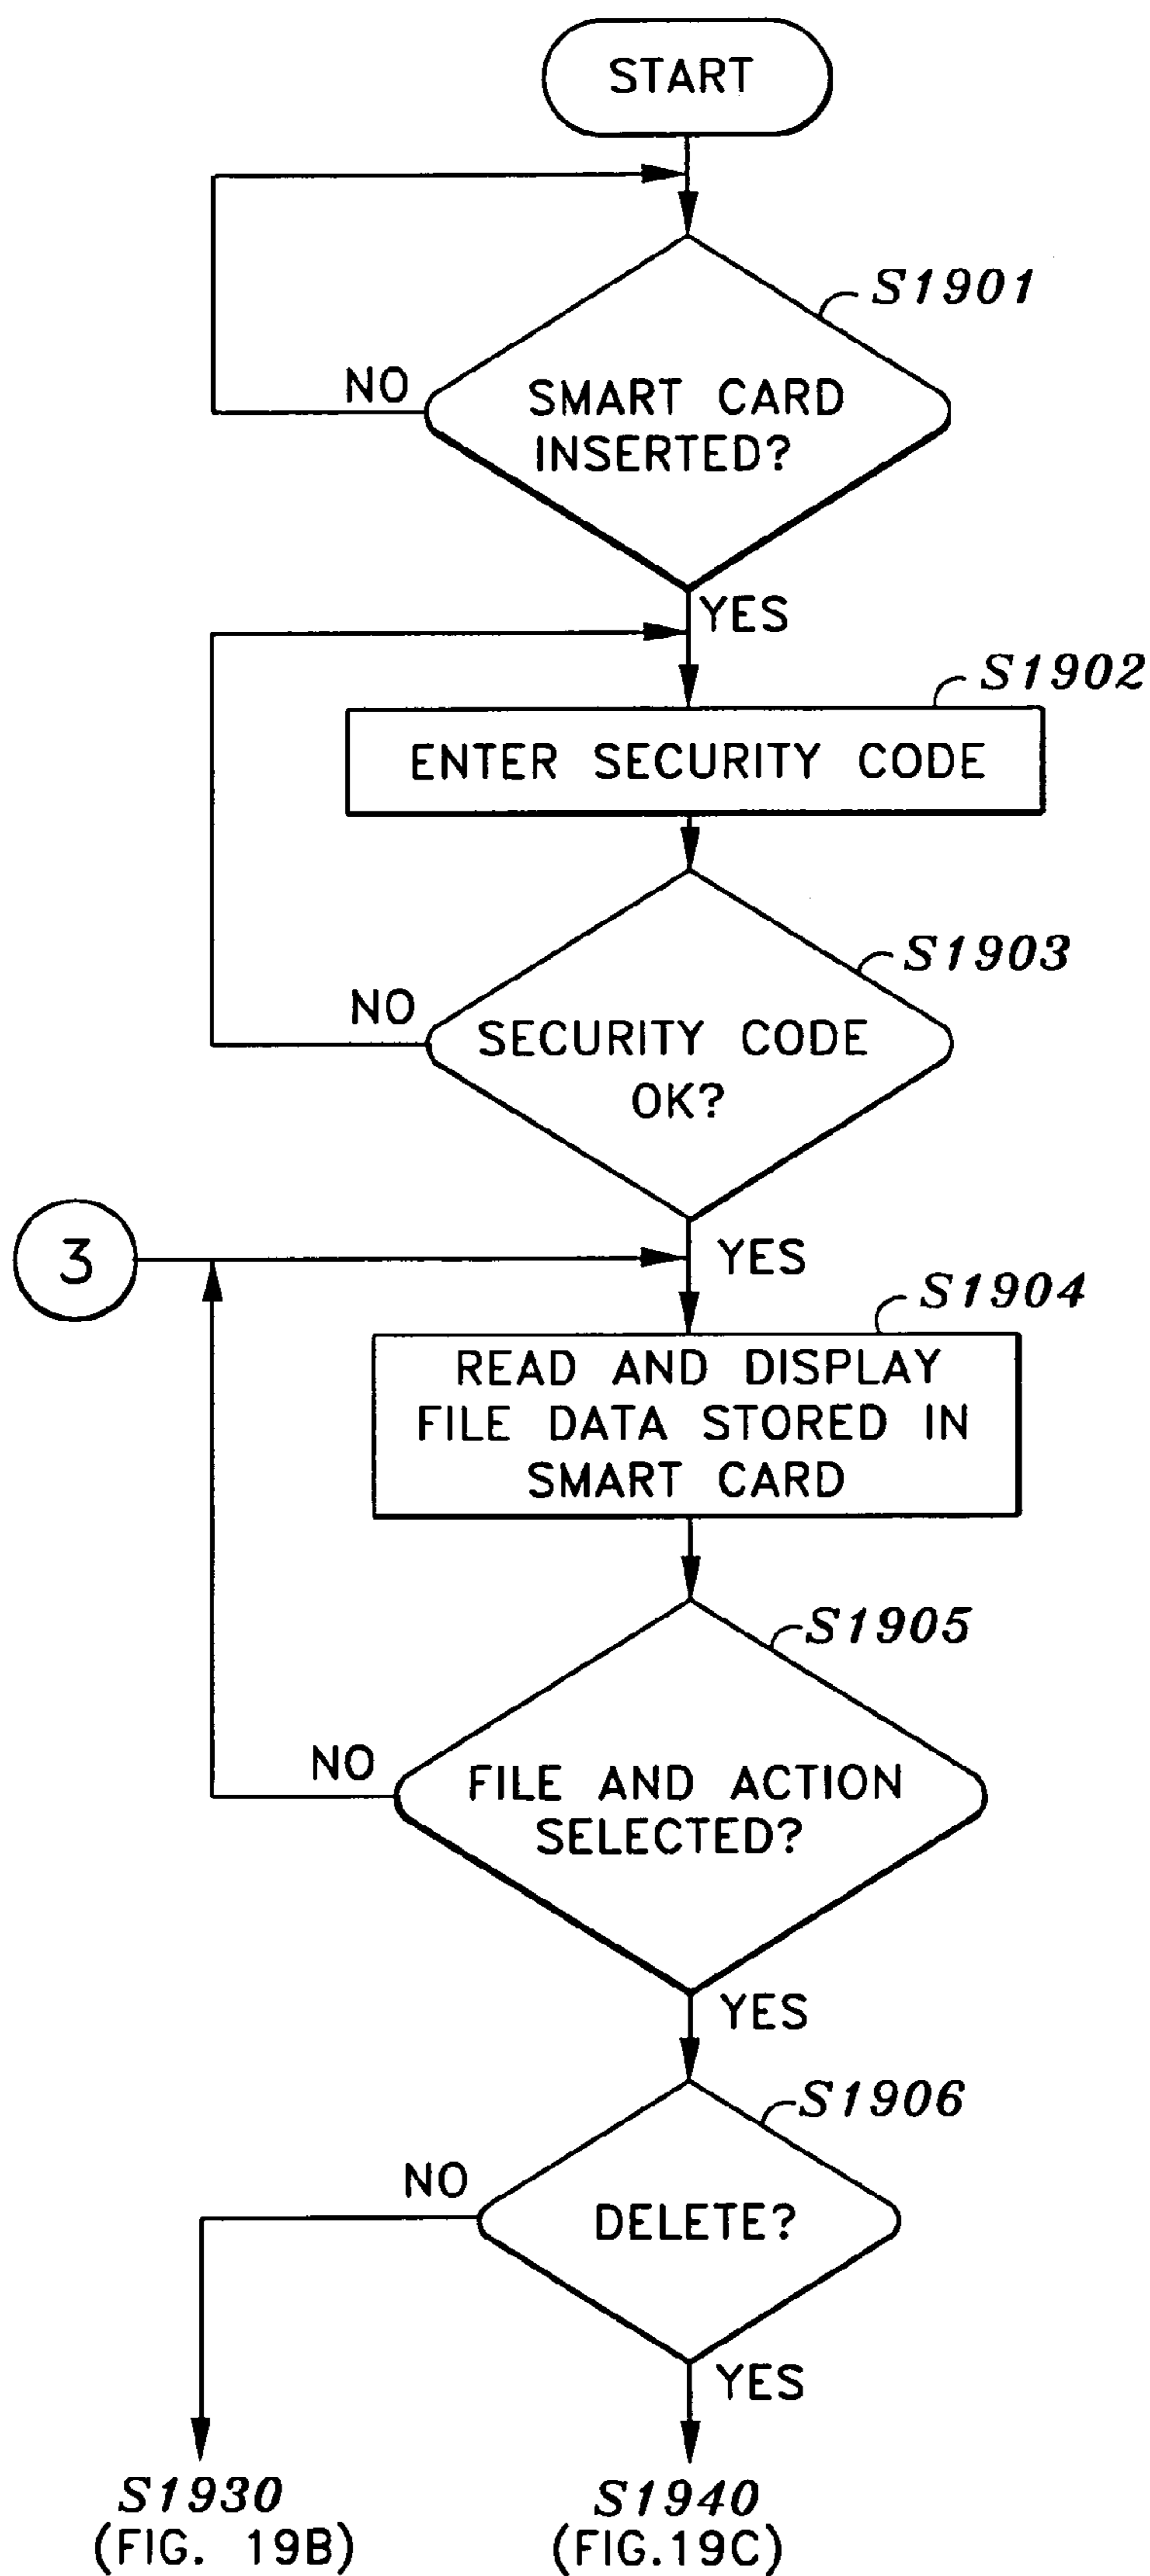 START
S1901
NO
SMART CARD
INSERTED?
YES
S1902
ENTER SECURITY CODE
S1903
NO
SECURITY CODE
OK?
3
YES
S1904
READ AND DISPLAY
FILE DATA STORED IN
SMART CARD
S1905
NO
FILE AND ACTION
SELECTED?
YES
S1906
NO
DELETE?
YES
S1930
(FIG. 19B)
S1940
(FIG.19C)